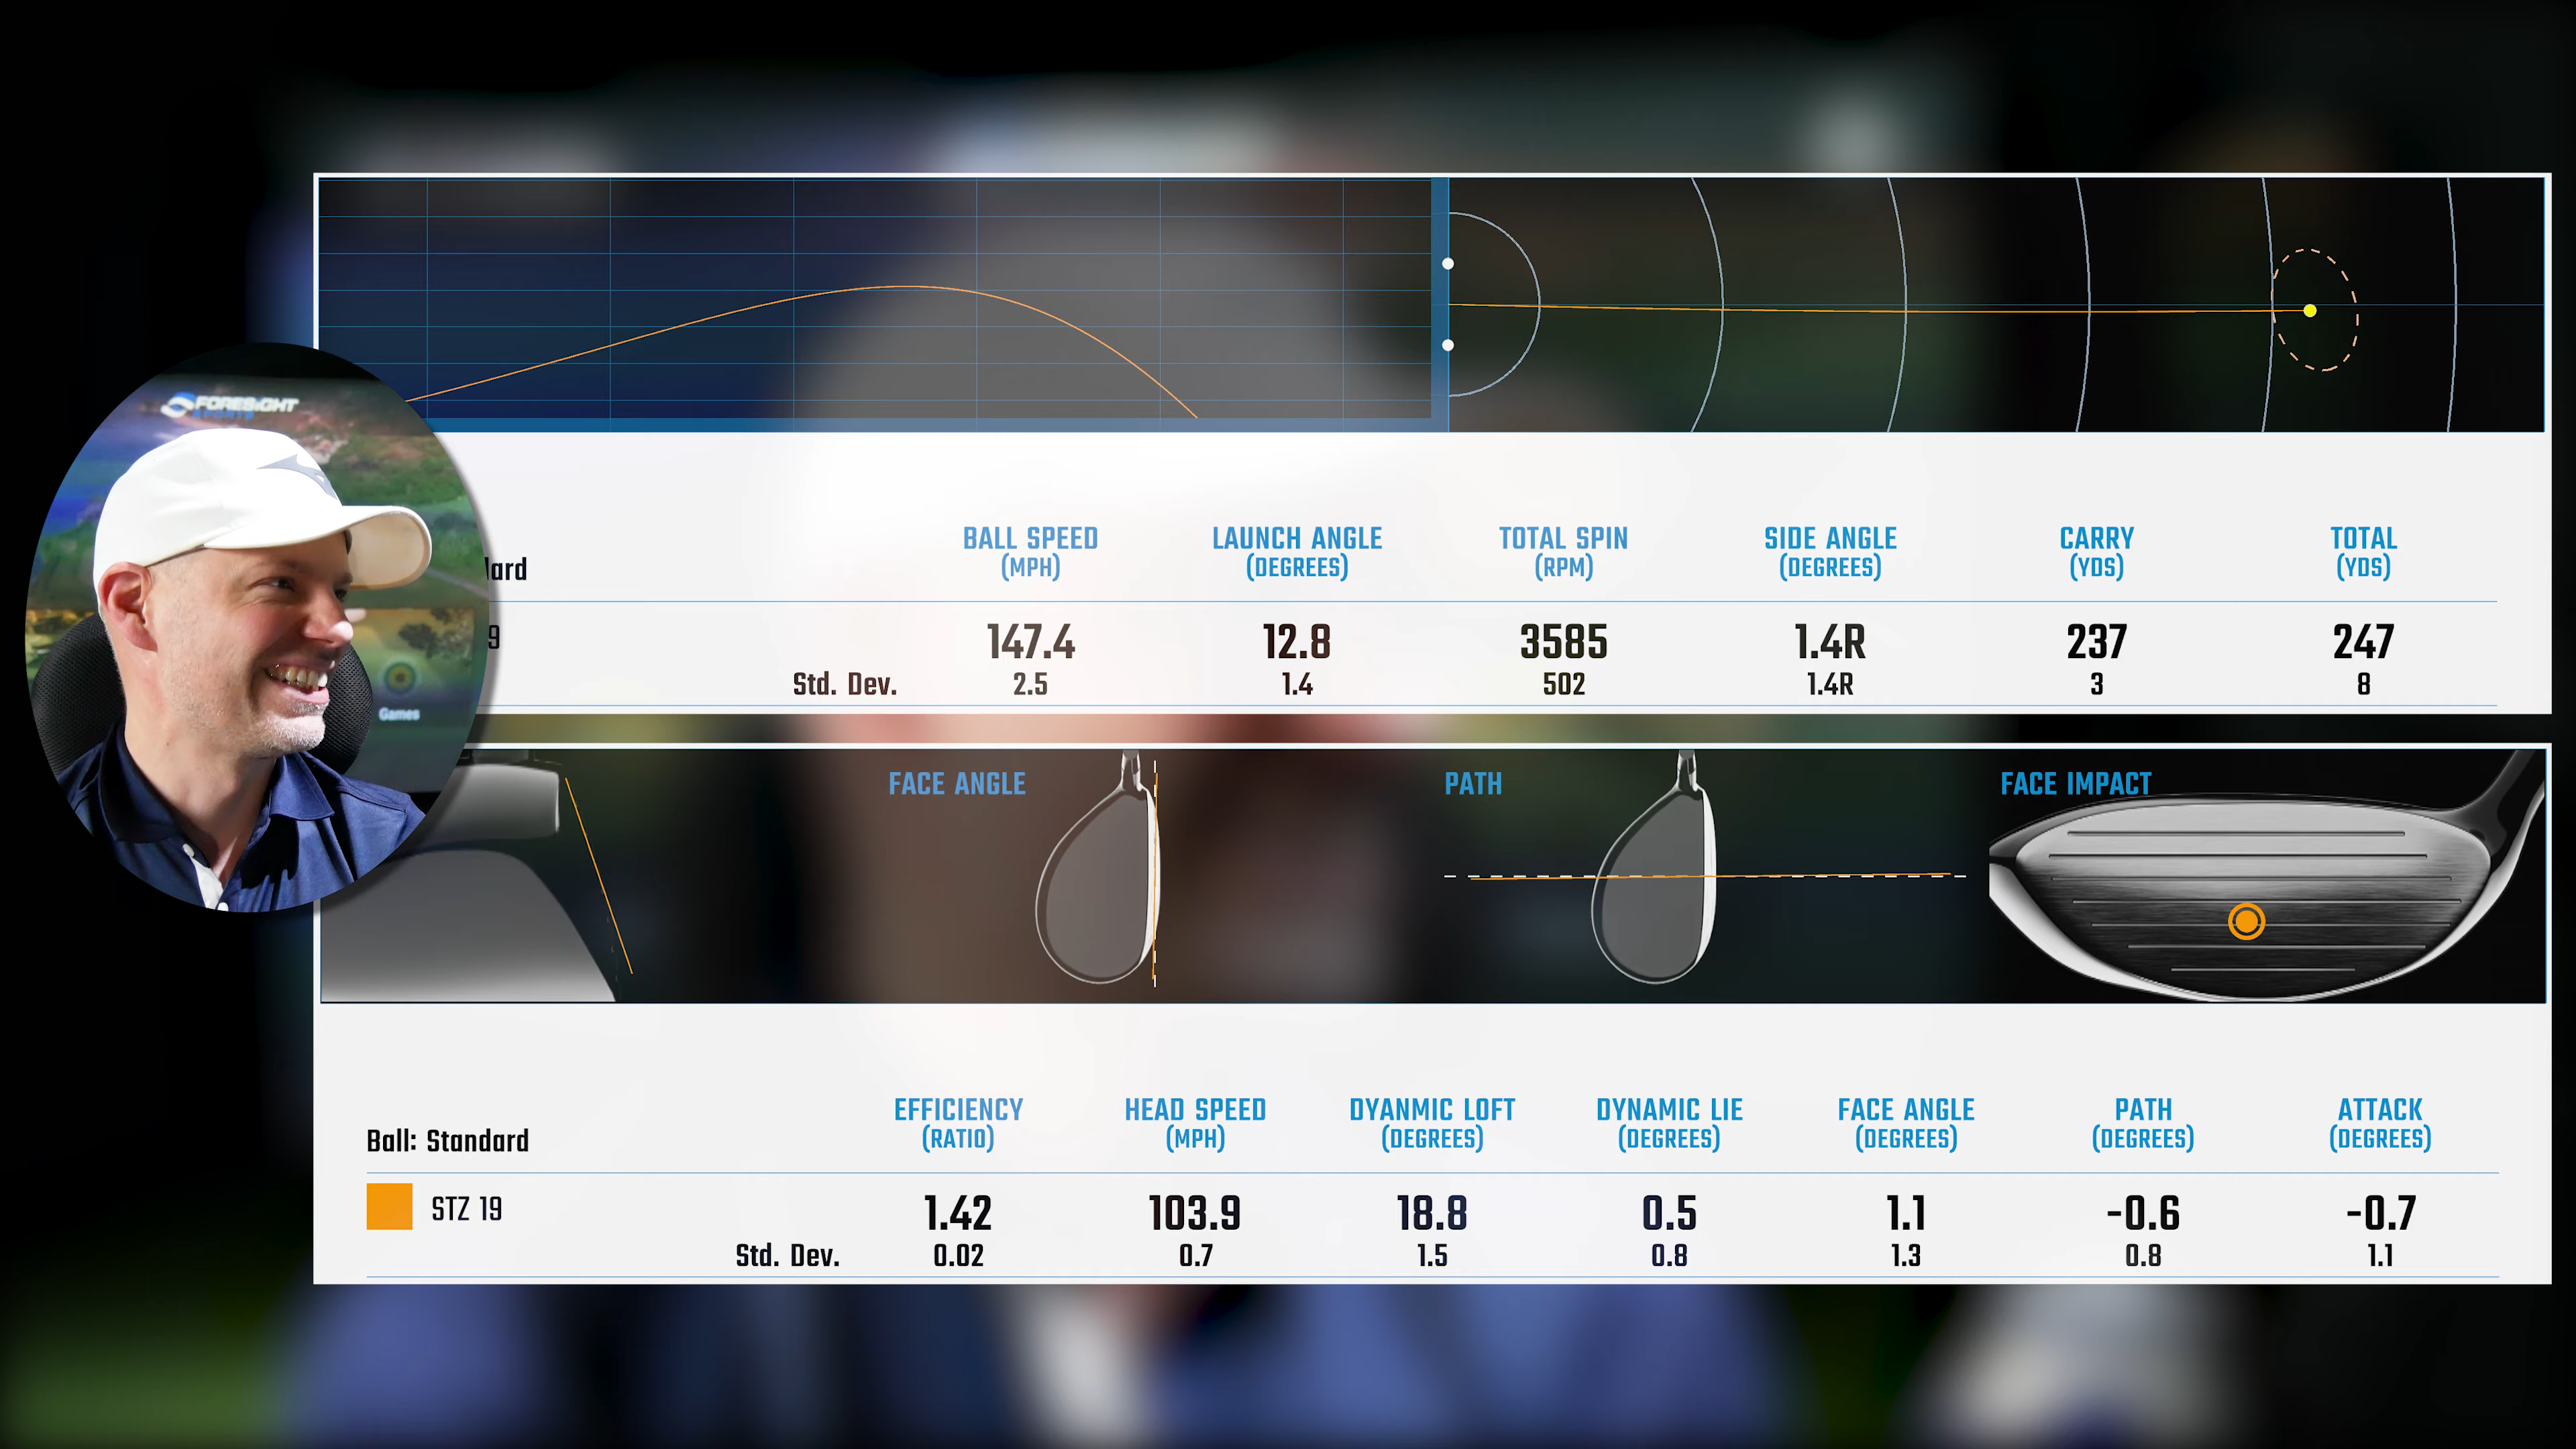 FORESIGHT
SPORTS
Games
BALL SPEED LAUNCH ANGLE TOTAL SPIN SIDE ANGLE CARRY TOTAL
(MPH) (DEGREES) (RPM) (DEGREES) (YDS) (YDS)
147.4 12.8 3585 1.4R 237 247
Std. Dev. 2.5 1.4 502 1.4R 3 8
FACE ANGLE
PATH
FACE IMPACT
EFFICIENCY HEAD SPEED DYANMIC LOFT DYNAMIC LIE FACE ANGLE PATH ATTACK
(RATIO) (MPH) (DEGREES) (DEGREES) (DEGREES) (DEGREES) (DEGREES)
Ball: Standard
STZ 19 1.42 103.9 18.8 0.5 1.1 -0.6 -0.7
Std. Dev. 0.02 0.7 1.5 0.8 1.3 0.8 1.1